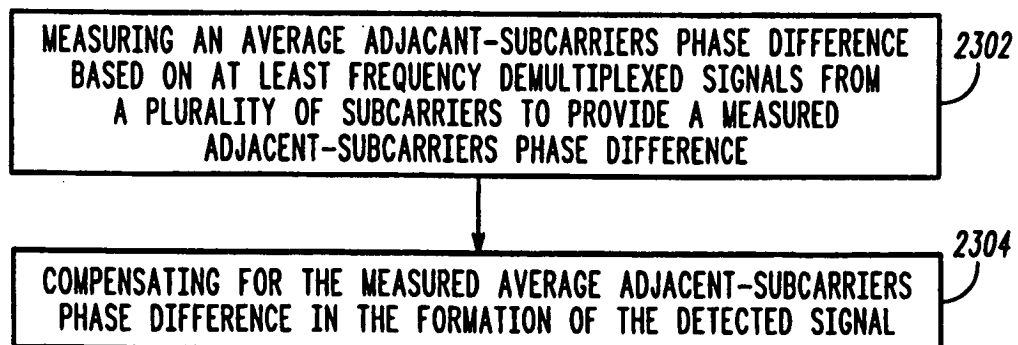 MEASURING AN AVERAGE ADJACANT-SUBCARRIERS PHASE DIFFERENCE
BASED ON AT LEAST FREQUENCY DEMULTIPLEXED SIGNALS FROM
A PLURALITY OF SUBCARRIERS TO PROVIDE A MEASURED
ADJACENT-SUBCARRIERS PHASE DIFFERENCE
2302
COMPENSATING FOR THE MEASURED AVERAGE ADJACENT-SUBCARRIERS
PHASE DIFFERENCE IN THE FORMATION OF THE DETECTED SIGNAL
2304